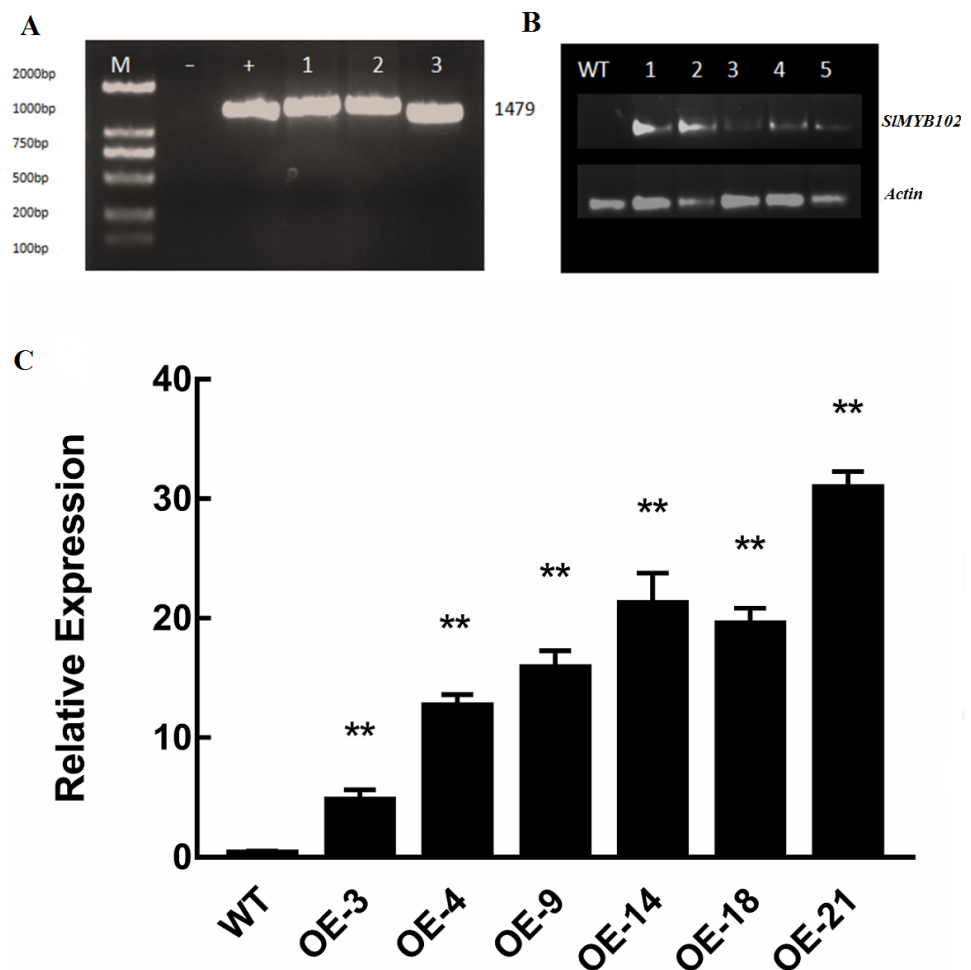 A
M - + 1 2 3
2000bp
1000bp
750bp
500bp
200bp
100bp
1479
B
WT 1 2 3 4 5
SlMYB102
Actin
C
Relative Expression
40
30
20
10
0
** ** ** ** ** **
WT OE-3 OE-4 OE-9 OE-14 OE-18 OE-21